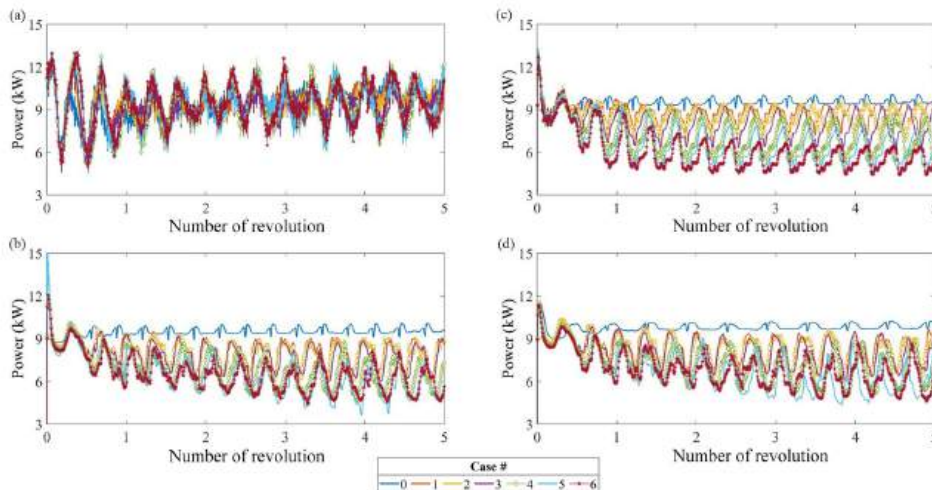 (a)
15
12
9
6
3
Power (kW)
0 1 2 3 4 5
Number of revolution
(c)
15
12
9
6
3
Power (kW)
0 1 2 3 4 5
Number of revolution
(b)
15
12
9
6
3
Power (kW)
0 1 2 3 4 5
Number of revolution
(d)
15
12
9
6
3
Power (kW)
0 1 2 3 4 5
Number of revolution
Case #
0 1 2 3 4 5 6